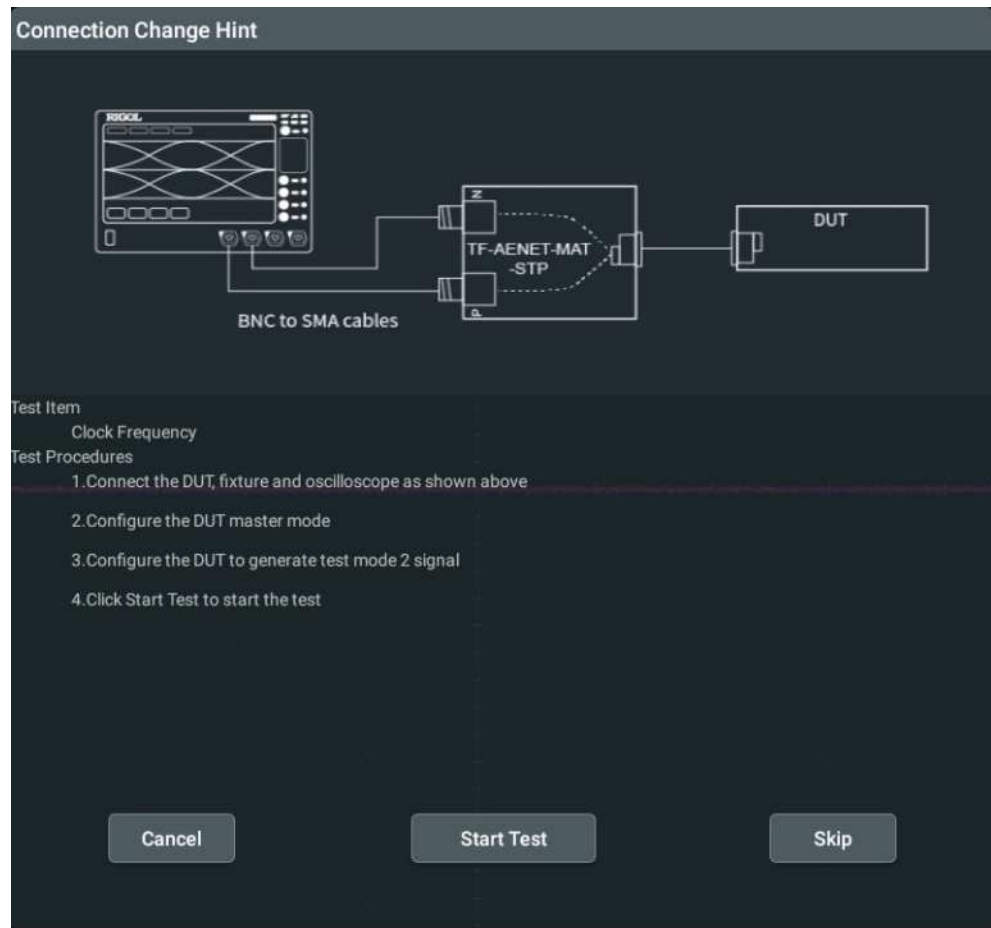 Connection Change Hint
RIGOL
N
TF-AENET-MAT
-STP
P
DUT
BNC to SMA cables
Test Item
Clock Frequency
Test Procedures
1.Connect the DUT, fixture and oscilloscope as shown above
2.Configure the DUT master mode
3.Configure the DUT to generate test mode 2 signal
4.Click Start Test to start the test
Cancel
Start Test
Skip